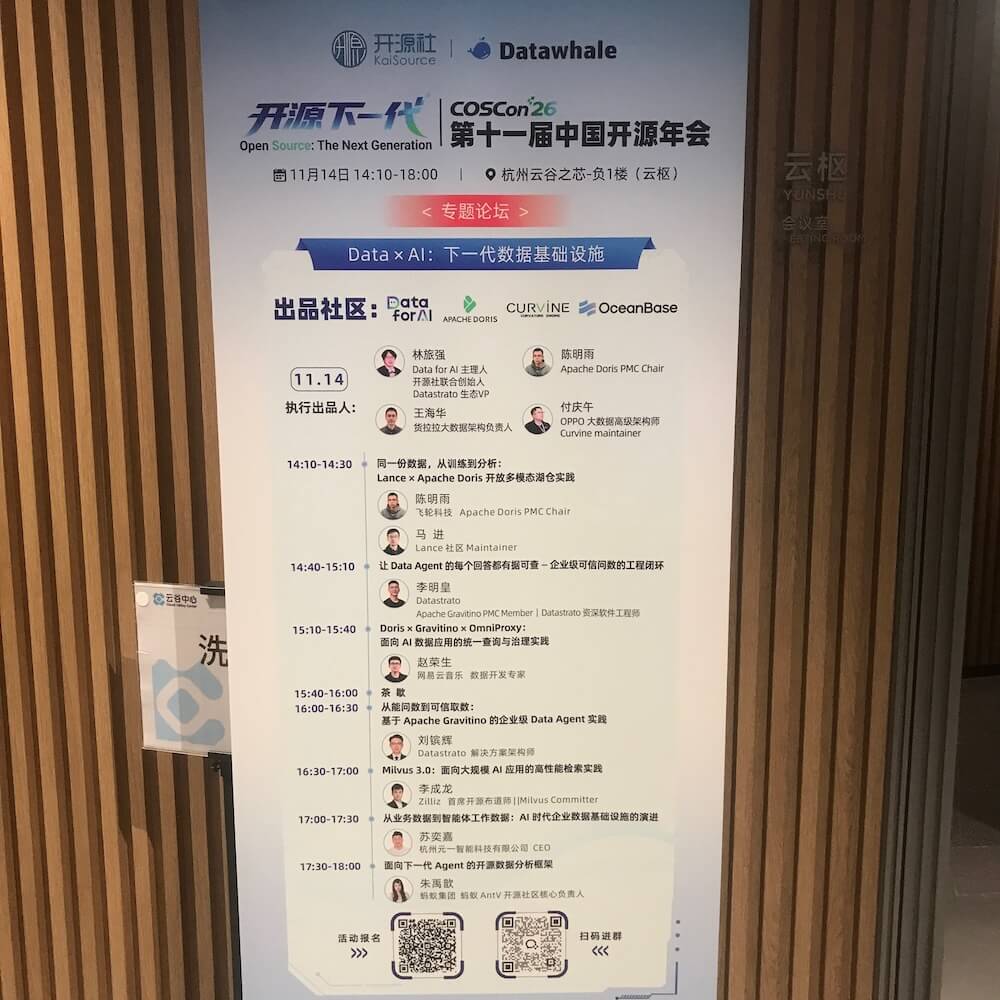 开源社
KaiSource
Datawhale
开源下一代
Open Source: The Next Generation
COSCon'26
第十一届中国开源年会
11月14日 14:10-18:00 | 杭州云谷之芯-负1楼（云枢）
< 专题论坛 >
Data × AI：下一代数据基础设施
出品社区：
Data for AI
APACHE DORIS
CURVINE
OceanBase
11.14
执行出品人：
林旅强
Data for AI 主理人
开源社联合创始人
Datastrato 生态VP
陈明雨
Apache Doris PMC Chair
王海华
货拉拉大数据架构负责人
付庆午
OPPO 大数据高级架构师
Curvine maintainer
14:10-14:30
同一份数据，从训练到分析：
Lance × Apache Doris 开放多模态湖仓实践
陈明雨
飞轮科技 Apache Doris PMC Chair
马 进
Lance 社区 Maintainer
14:40-15:10
让 Data Agent 的每个回答都有据可查 – 企业级可信问数的工程闭环
李明皇
Datastrato
Apache Gravitino PMC Member | Datastrato 资深软件工程师
15:10-15:40
Doris × Gravitino × OmniProxy：
面向 AI 数据应用的统一查询与治理实践
赵荣生
网易云音乐 数据开发专家
15:40-16:00
茶 歇
16:00-16:30
从能问数到可信取数：
基于 Apache Gravitino 的企业级 Data Agent 实践
刘镔辉
Datastrato 解决方案架构师
16:30-17:00
Milvus 3.0：面向大规模 AI 应用的高性能检索实践
李成龙
Zilliz 首席开源布道师||Milvus Committer
17:00-17:30
从业务数据到智能体工作数据：AI 时代企业数据基础设施的演进
苏奕嘉
杭州元一智能科技有限公司 CEO
17:30-18:00
面向下一代 Agent 的开源数据分析框架
朱禹歆
蚂蚁集团 蚂蚁 AntV 开源社区核心负责人
活动报名
>>>
扫码进群
<<<
云枢
YUNSHU
会议室
MEETING ROOM
云谷中心
洗